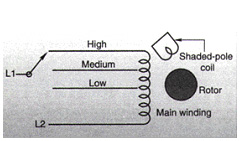 High
Medium
Low
L1
L2
Shaded-pole
coil
Rotor
Main winding